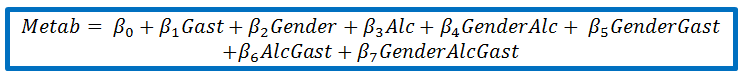 Metab = β₀ + β₁Gast + β₂Gender + β₃Alc + β₄GenderAlc + β₅GenderGast
+β₆AlcGast + β₇GenderAlcGast